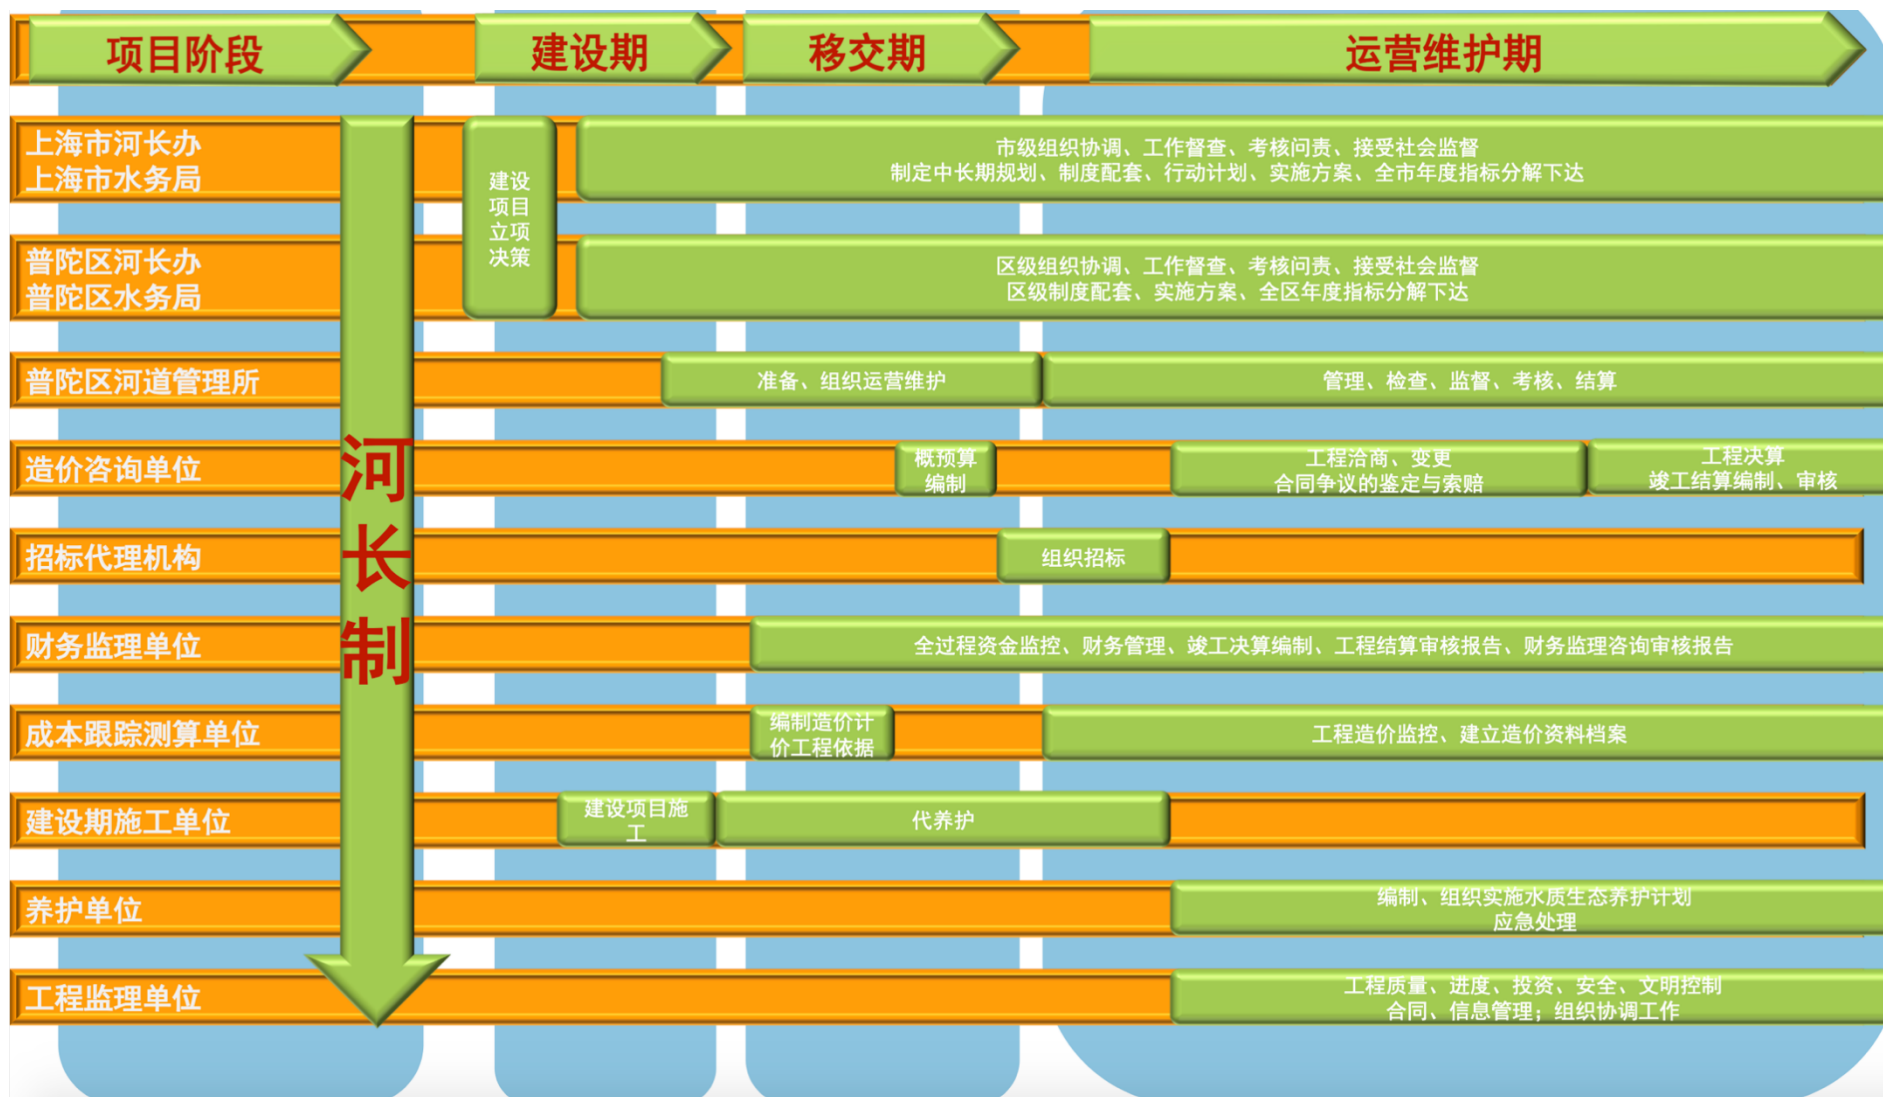 项目阶段
建设期
移交期
运营维护期
上海市河长办
上海市水务局
建设
项目
立项
决策
市级组织协调、工作督查、考核问责、接受社会监督
制定中长期规划、制度配套、行动计划、实施方案、全市年度指标分解下达
普陀区河长办
普陀区水务局
区级组织协调、工作督查、考核问责、接受社会监督
区级制度配套、实施方案、全区年度指标分解下达
普陀区河道管理所
准备、组织运营维护
管理、检查、监督、考核、结算
河
长
制
造价咨询单位
概预算
编制
工程洽商、变更
合同争议的鉴定与索赔
工程决算
竣工结算编制、审核
招标代理机构
组织招标
财务监理单位
全过程资金监控、财务管理、竣工决算编制、工程结算审核报告、财务监理咨询审核报告
成本跟踪测算单位
编制造价计
价工程依据
工程造价监控、建立造价资料档案
建设期施工单位
建设项目施
工
代养护
养护单位
编制、组织实施水质生态养护计划
应急处理
工程监理单位
工程质量、进度、投资、安全、文明控制
合同、信息管理；组织协调工作